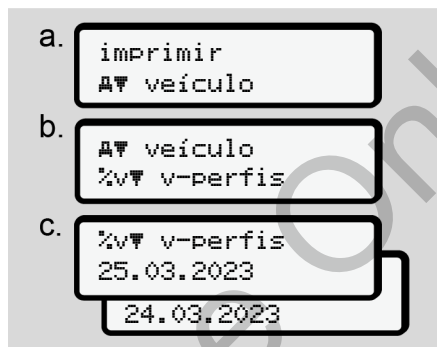 a.
imprimir
veículo
b.
veículo
%v▼ v-perfis
c.
%v▼ v-perfis
25.03.2023
24.03.2023